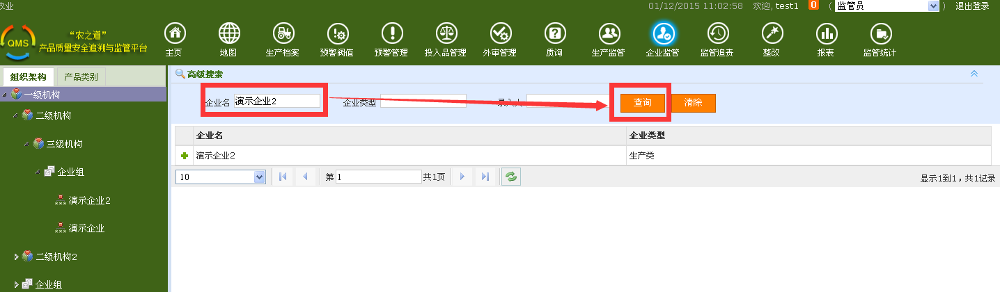 农业
01/12/2015 11:02:58 欢迎, test1 0 ( 监管员 ) 退出登录
QMS
“农之道”
产品质量安全追溯与监管平台
主页 地图 生产档案 预警阀值 预警管理 投入品管理 外审管理 质询 生产监管 企业监管 监管追责 整改 报表 监管统计
组织架构 产品类别
高级搜索
一级机构
二级机构
三级机构
企业组
演示企业2
演示企业
二级机构2
企业组
企业名 演示企业2 企业类型 录入人 查询 清除
企业名 企业类型
演示企业2 生产类
10 第 1 共1页 显示1到1，共1记录